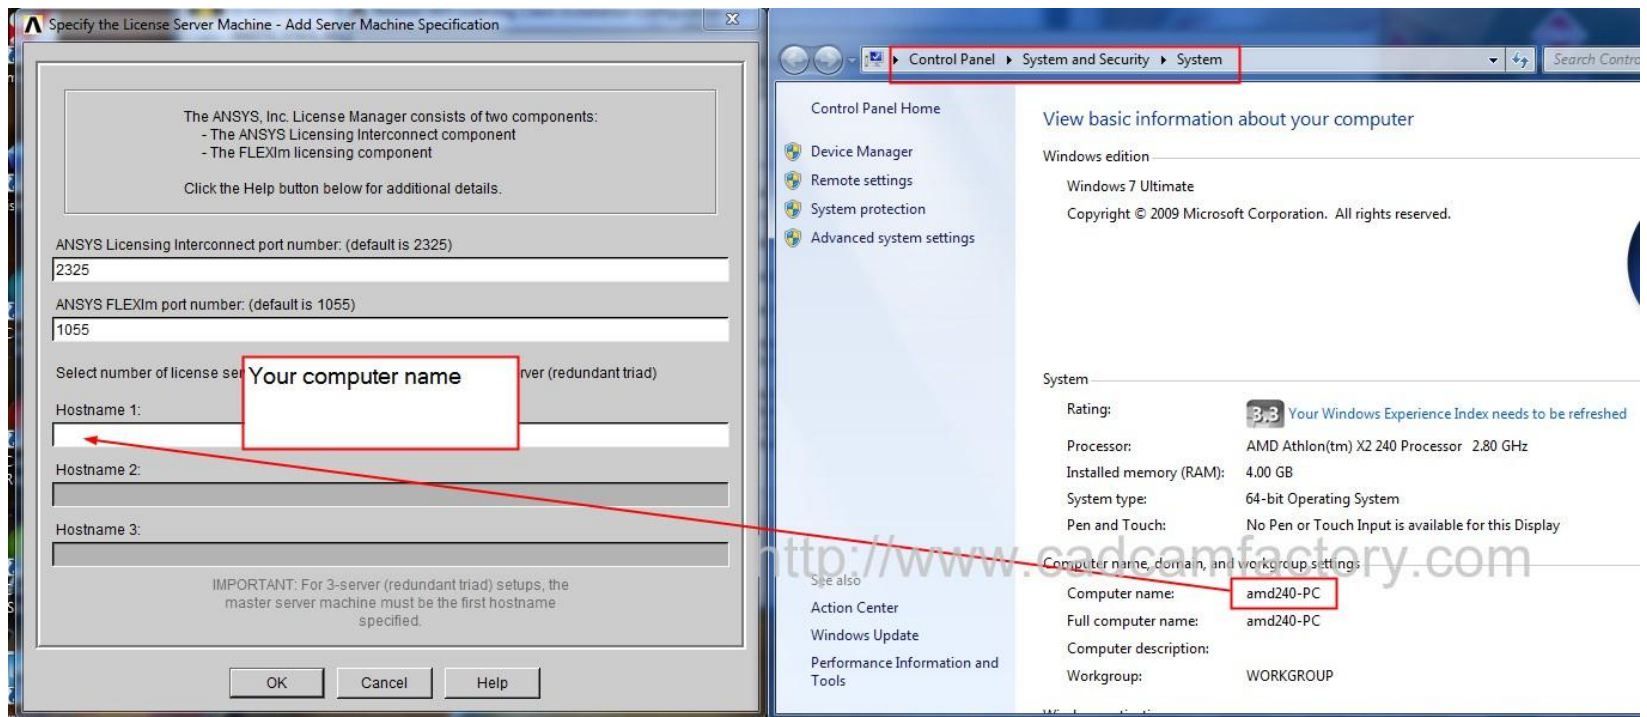 Specify the License Server Machine - Add Server Machine Specification
The ANSYS, Inc. License Manager consists of two components:
- The ANSYS Licensing Interconnect component
- The FLEXlm licensing component
Click the Help button below for additional details.
ANSYS Licensing Interconnect port number: (default is 2325)
2325
ANSYS FLEXlm port number: (default is 1055)
1055
Select number of license
rver (redundant triad)
Your computer name
Hostname 1:
Hostname 2:
Hostname 3:
IMPORTANT: For 3-server (redundant triad) setups, the
master server machine must be the first hostname
specified.
OK
Cancel
Help
Control Panel
System and Security
System
Search Contro
Control Panel Home
Device Manager
Remote settings
System protection
Advanced system settings
See also
Action Center
Windows Update
Performance Information and
Tools
View basic information about your computer
Windows edition
Windows 7 Ultimate
Copyright © 2009 Microsoft Corporation. All rights reserved.
System
Rating:
3.3 Your Windows Experience Index needs to be refreshed
Processor: AMD Athlon(tm) X2 240 Processor 2.80 GHz
Installed memory (RAM): 4.00 GB
System type: 64-bit Operating System
Pen and Touch: No Pen or Touch Input is available for this Display
http://www.cadcamfactory.com
Computer name, domain, and workgroup settings
Computer name: amd240-PC
Full computer name: amd240-PC
Computer description:
Workgroup: WORKGROUP